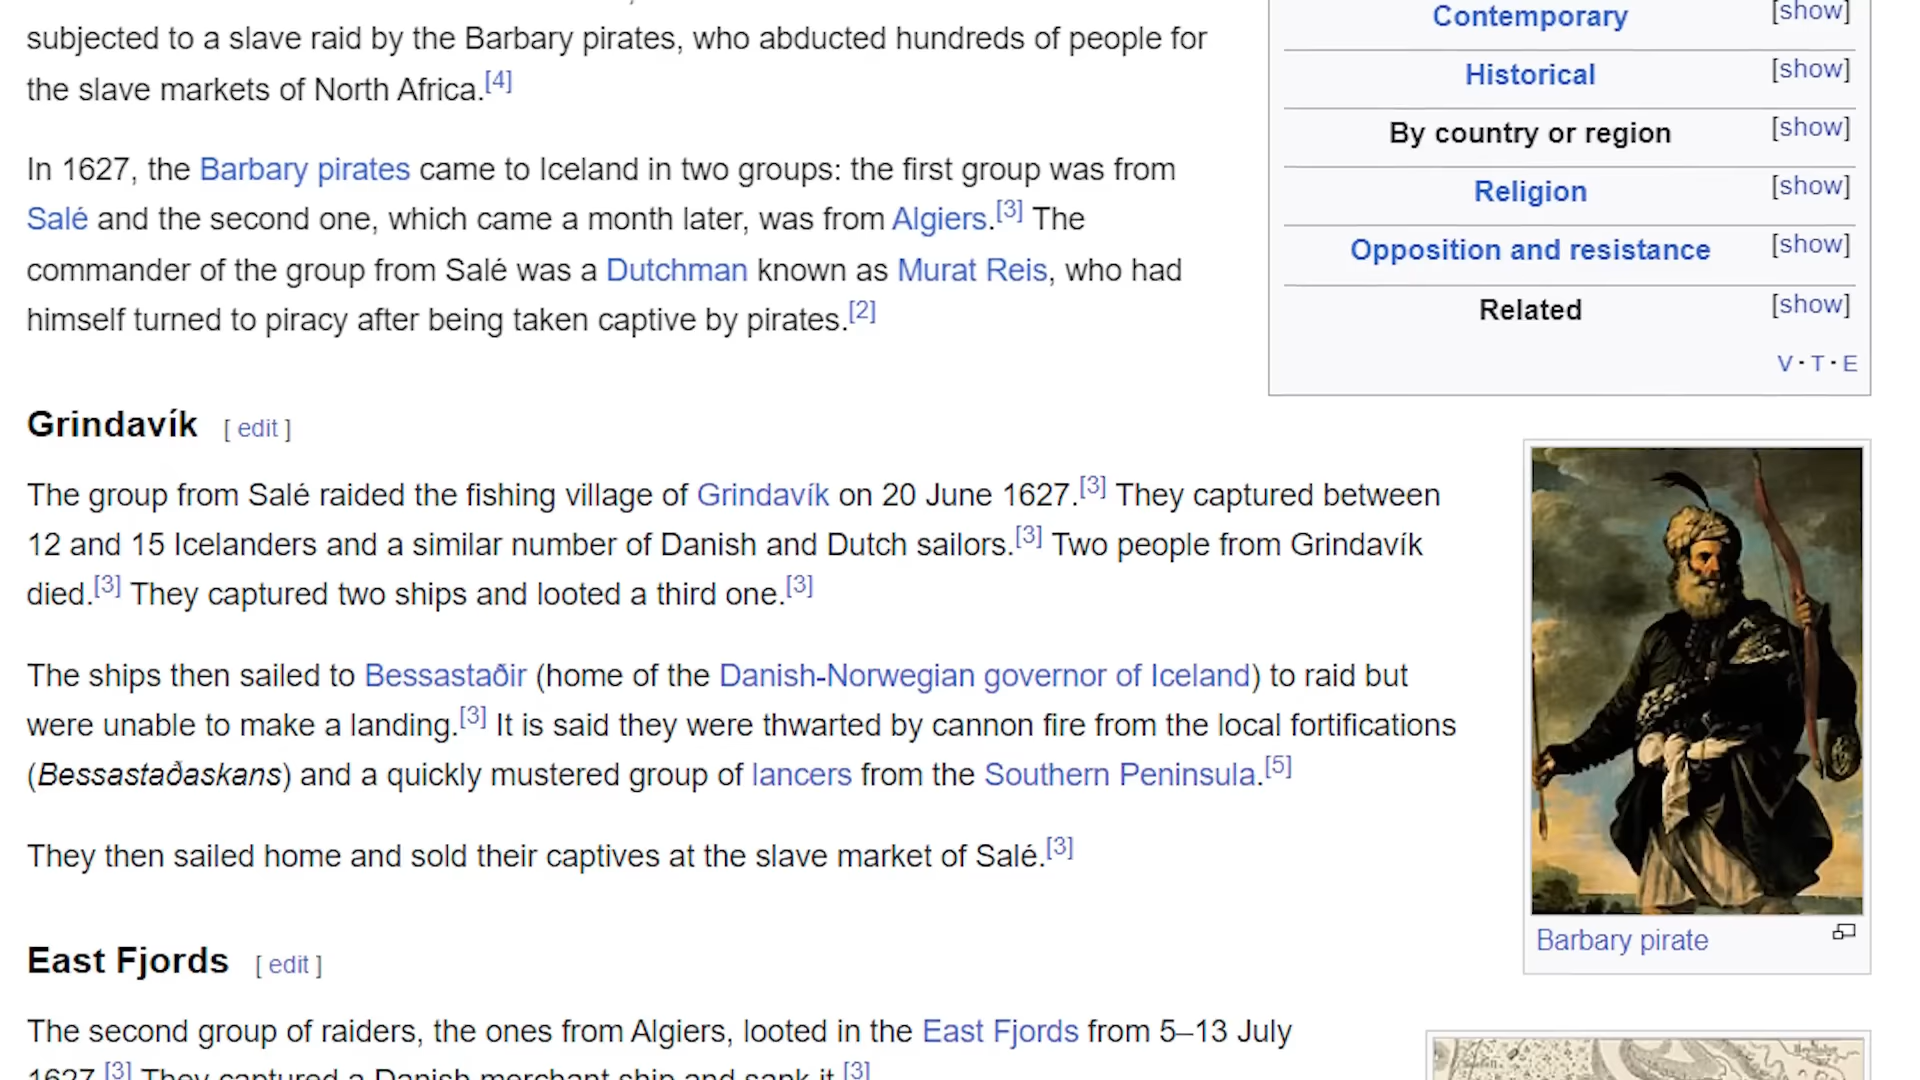 subjected to a slave raid by the Barbary pirates, who abducted hundreds of people for
the slave markets of North Africa.[4]
In 1627, the Barbary pirates came to Iceland in two groups: the first group was from
Salé and the second one, which came a month later, was from Algiers.[3] The
commander of the group from Salé was a Dutchman known as Murat Reis, who had
himself turned to piracy after being taken captive by pirates.[2]
Contemporary [show]
Historical [show]
By country or region [show]
Religion [show]
Opposition and resistance [show]
Related [show]
V · T · E
Grindavík [ edit ]
The group from Salé raided the fishing village of Grindavík on 20 June 1627.[3] They captured between
12 and 15 Icelanders and a similar number of Danish and Dutch sailors.[3] Two people from Grindavík
died.[3] They captured two ships and looted a third one.[3]
The ships then sailed to Bessastaðir (home of the Danish-Norwegian governor of Iceland) to raid but
were unable to make a landing.[3] It is said they were thwarted by cannon fire from the local fortifications
(Bessastaðaskans) and a quickly mustered group of lancers from the Southern Peninsula.[5]
They then sailed home and sold their captives at the slave market of Salé.[3]
Barbary pirate
East Fjords [ edit ]
The second group of raiders, the ones from Algiers, looted in the East Fjords from 5–13 July
1627.[3] They captured a Danish merchant ship and sank it.[3]